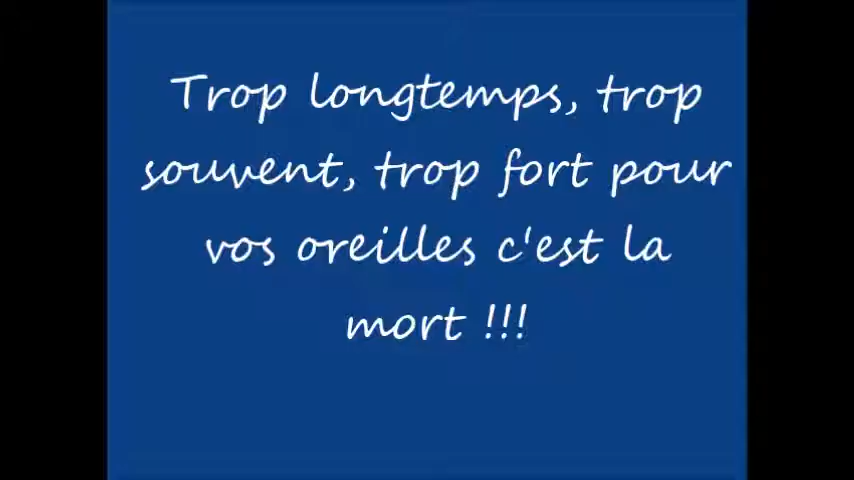 Trop longtemps, trop
souvent, trop fort pour
vos oreilles c'est la
mort !!!